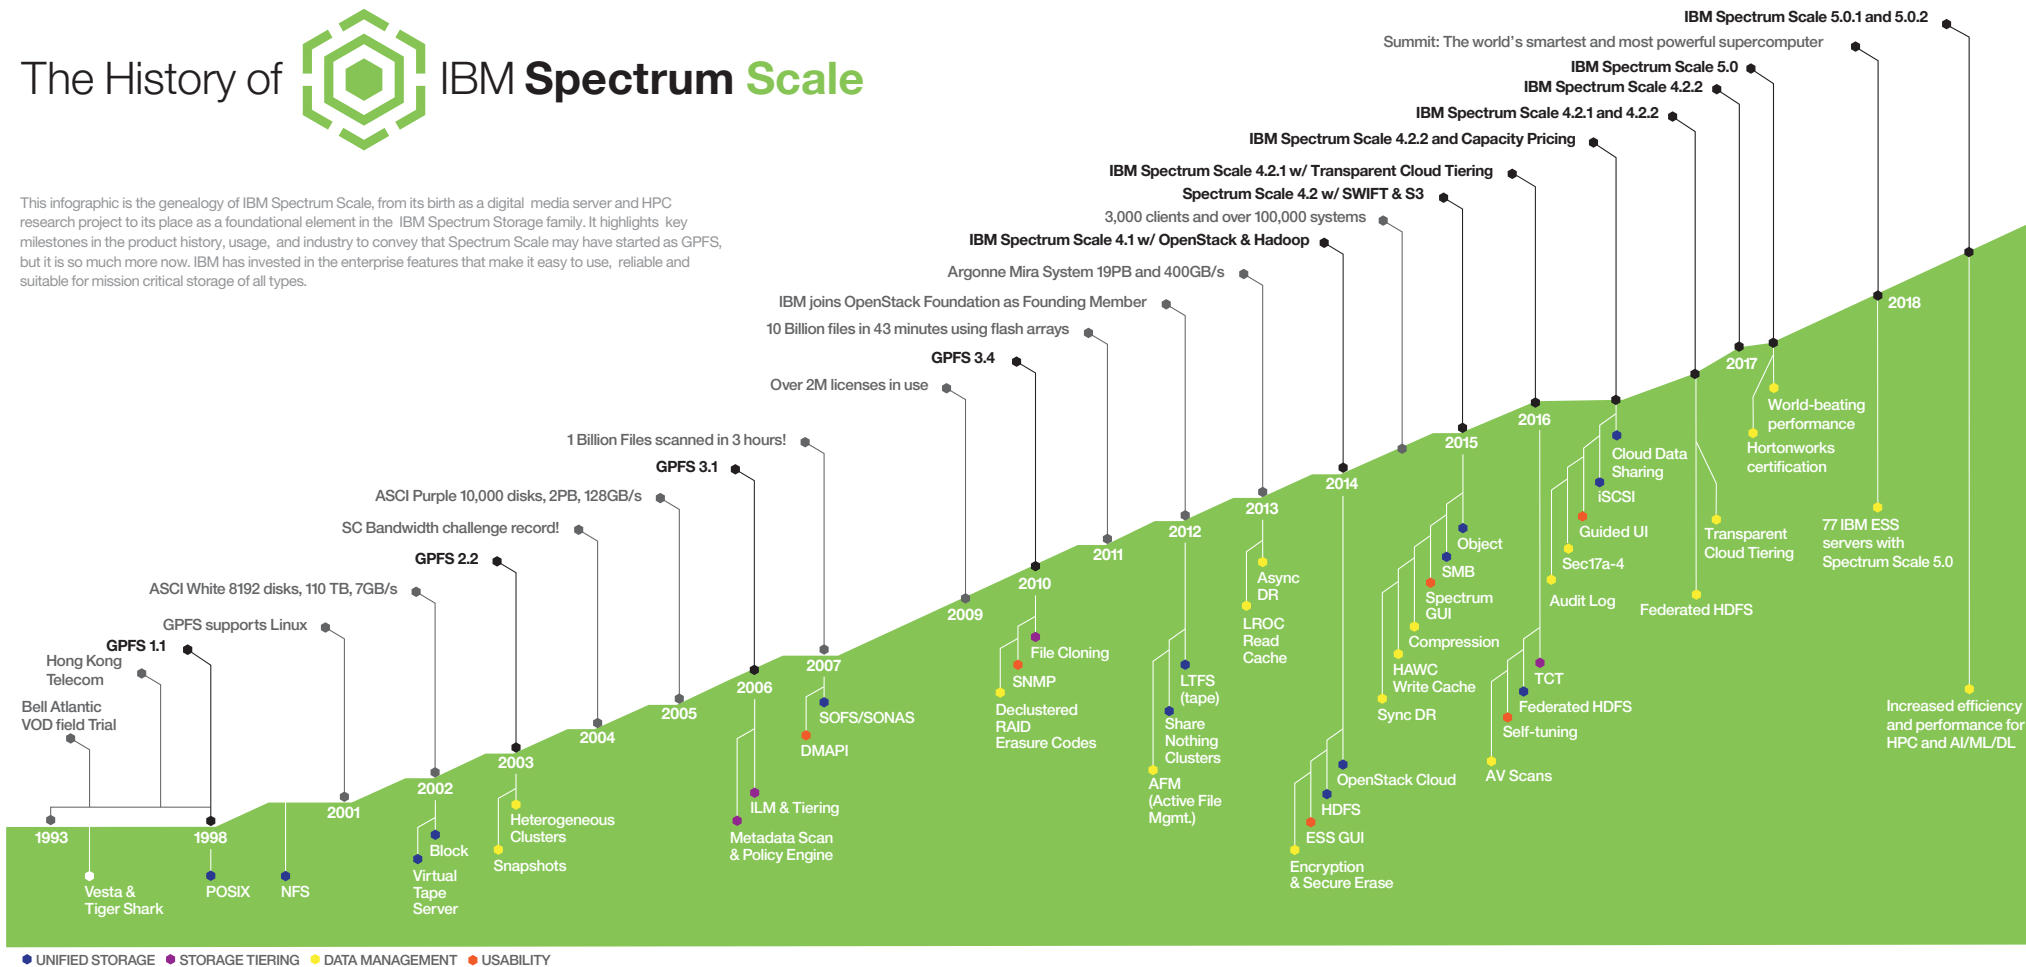 The History of IBM Spectrum Scale
This infographic is the genealogy of IBM Spectrum Scale, from its birth as a digital media server and HPC
research project to its place as a foundational element in the IBM Spectrum Storage family. It highlights key
milestones in the product history, usage, and industry to convey that Spectrum Scale may have started as GPFS,
but it is so much more now. IBM has invested in the enterprise features that make it easy to use, reliable and
suitable for mission critical storage of all types.
IBM Spectrum Scale 5.0.1 and 5.0.2
Summit: The world's smartest and most powerful supercomputer
IBM Spectrum Scale 5.0
IBM Spectrum Scale 4.2.2
IBM Spectrum Scale 4.2.1 and 4.2.2
IBM Spectrum Scale 4.2.2 and Capacity Pricing
IBM Spectrum Scale 4.2.1 w/ Transparent Cloud Tiering
Spectrum Scale 4.2 w/ SWIFT & S3
3,000 clients and over 100,000 systems
IBM Spectrum Scale 4.1 w/ OpenStack & Hadoop
Argonne Mira System 19PB and 400GB/s
IBM joins OpenStack Foundation as Founding Member
10 Billion files in 43 minutes using flash arrays
GPFS 3.4
Over 2M licenses in use
1 Billion Files scanned in 3 hours!
GPFS 3.1
ASCI Purple 10,000 disks, 2PB, 128GB/s
SC Bandwidth challenge record!
GPFS 2.2
ASCI White 8192 disks, 110 TB, 7GB/s
GPFS supports Linux
GPFS 1.1
Hong Kong
Telecom
Bell Atlantic
VOD field Trial
1993
1998
2001
2002
2003
2004
2005
2006
2007
2009
2010
2011
2012
2013
2014
2015
2016
2017
2018
Vesta &
Tiger Shark
POSIX
NFS
Block
Virtual
Tape
Server
Heterogeneous
Clusters
Snapshots
ILM & Tiering
Metadata Scan
& Policy Engine
SOFS/SONAS
DMAPI
File Cloning
SNMP
Declustered
RAID
Erasure Codes
LTFS
(tape)
Share
Nothing
Clusters
AFM
(Active File
Mgmt.)
Async
DR
LROC
Read
Cache
OpenStack Cloud
HDFS
ESS GUI
Encryption
& Secure Erase
Object
SMB
Spectrum
GUI
Compression
HAWC
Write Cache
Sync DR
TCT
Federated HDFS
Self-tuning
AV Scans
Cloud Data
Sharing
iSCSI
Guided UI
Sec17a-4
Audit Log
Transparent
Cloud Tiering
Federated HDFS
World-beating
performance
Hortonworks
certification
77 IBM ESS
servers with
Spectrum Scale 5.0
Increased efficiency
and performance for
HPC and AI/ML/DL
UNIFIED STORAGE STORAGE TIERING DATA MANAGEMENT USABILITY